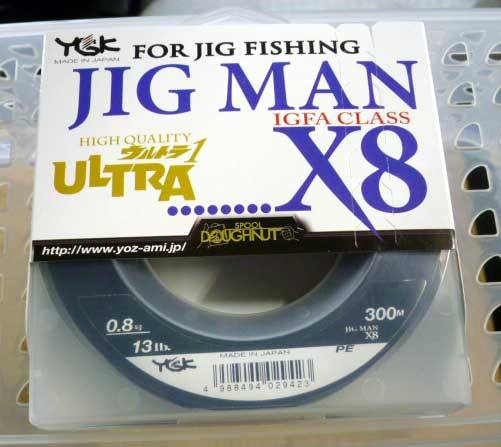 YGK
MADE IN JAPAN
FOR JIG FISHING
JIG MAN
IGFA CLASS
HIGH QUALITY
ウルトラ1
ULTRA
........X8
SPOOL
DOUGHNUT
http://www.yoz-ami.jp/
0.8
13 lb.
300M
JIG MAN
X8
PE
YGK
MADE IN JAPAN
4 988494 029423